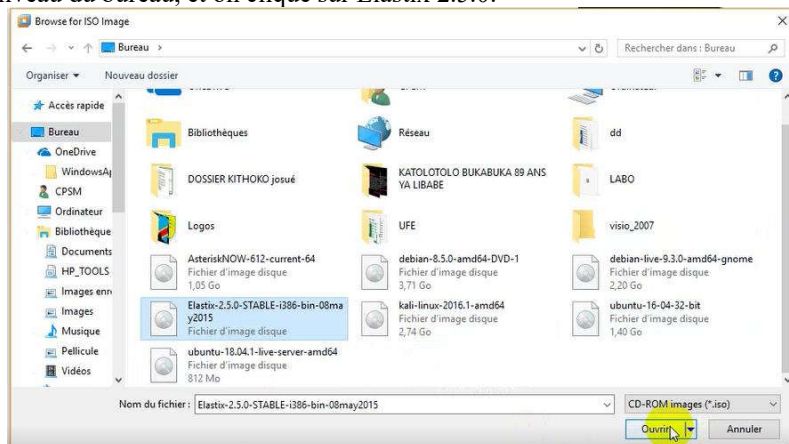 niveau du bureau, et on clique sur Elastix 2.5.0.
Browse for ISO Image
Bureau
Rechercher dans : Bureau
Organiser
Nouveau dossier
Accès rapide
Bureau
OneDrive
WindowsAp
CPSM
Ordinateur
Bibliothèque
Documents
HP_TOOLS
Images enre
Images
Musique
Pellicule
Vidéos
Bibliothèques
Réseau
dd
DOSSIER KITHOKO josué
KATOLOTOLO BUKABUKA 89 ANS
YA LIBABE
LABO
Logos
UFE
visio_2007
AsteriskNOW-612-current-64
Fichier d'image disque
1,05 Go
debian-8.5.0-amd64-DVD-1
Fichier d'image disque
3,71 Go
debian-live-9.3.0-amd64-gnome
Fichier d'image disque
2,20 Go
Elastix-2.5.0-STABLE-i386-bin-08ma
y2015
Fichier d'image disque
kali-linux-2016.1-amd64
Fichier d'image disque
2,74 Go
ubuntu-16-04-32-bit
Fichier d'image disque
1,40 Go
ubuntu-18.04.1-live-server-amd64
Fichier d'image disque
812 Mo
Nom du fichier :
Elastix-2.5.0-STABLE-i386-bin-08may2015
CD-ROM images (*.iso)
Ouvrir
Annuler